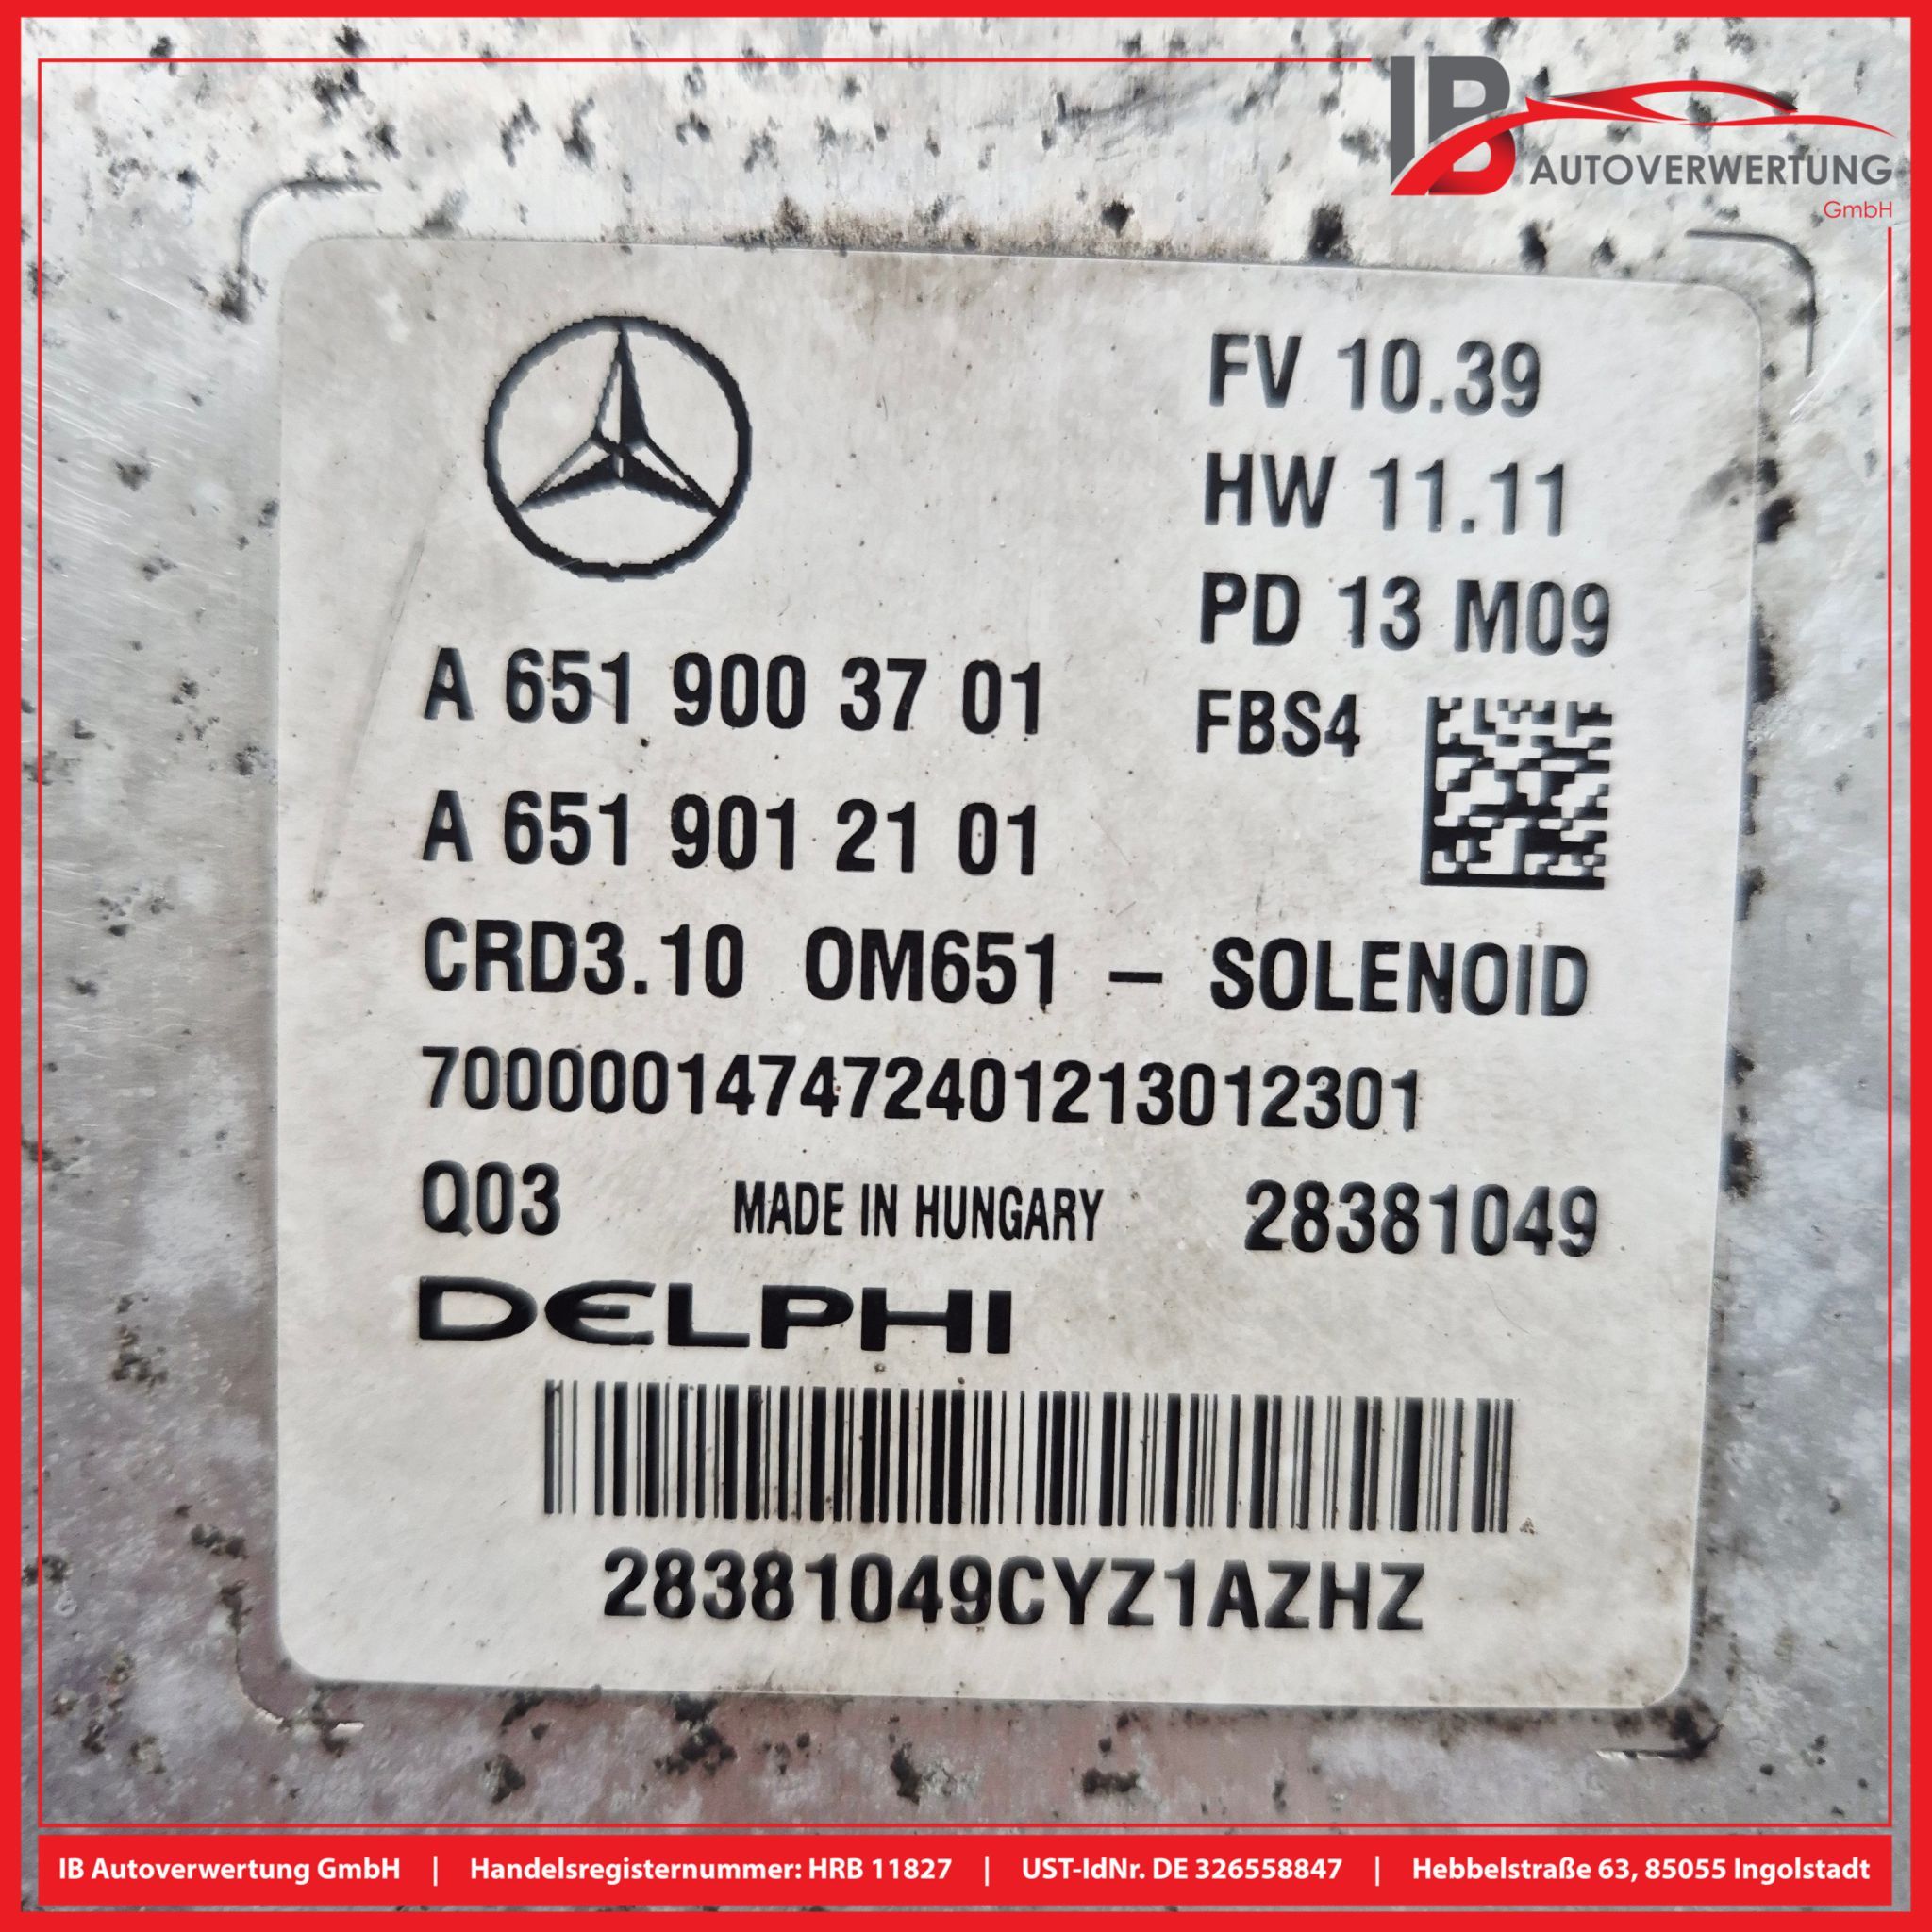 IB
AUTOVERWERTUNG
GmbH
FV 10.39
HW 11.11
PD 13 M09
A 651 900 37 01
FBS4
A 651 901 21 01
CRD3.10 OM651 – SOLENOID
7000001474724012130123​01
Q03 MADE IN HUNGARY 28381049
DELPHI
28381049CYZ1AZHZ
IB Autoverwertung GmbH | Handelsregisternummer: HRB 11827 | UST-IdNr. DE 326558847 | Hebbelstraße 63, 85055 Ingolstadt